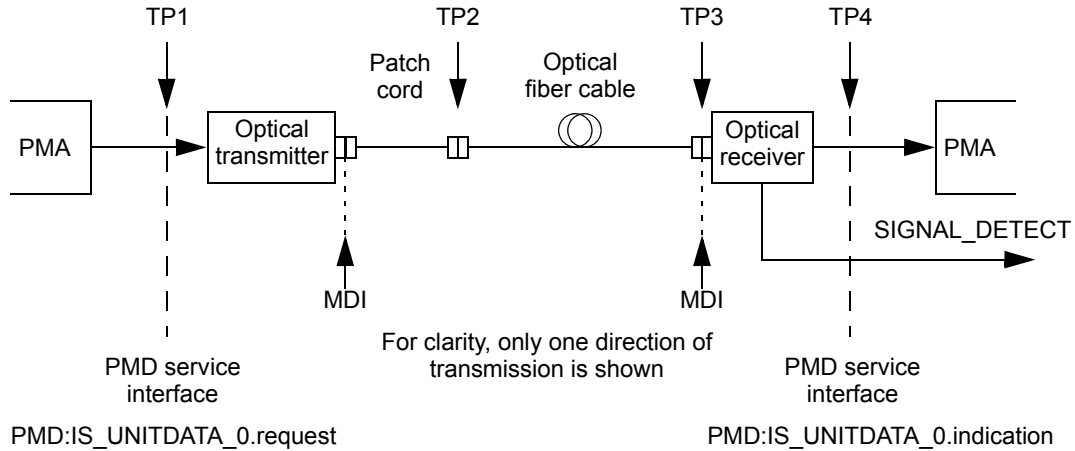 TP1
TP2
TP3
TP4
Patch
cord
Optical
fiber cable
PMA
Optical
transmitter
Optical
receiver
PMA
SIGNAL_DETECT
MDI
MDI
For clarity, only one direction of
transmission is shown
PMD service
interface
PMD service
interface
PMD:IS_UNITDATA_0.request
PMD:IS_UNITDATA_0.indication